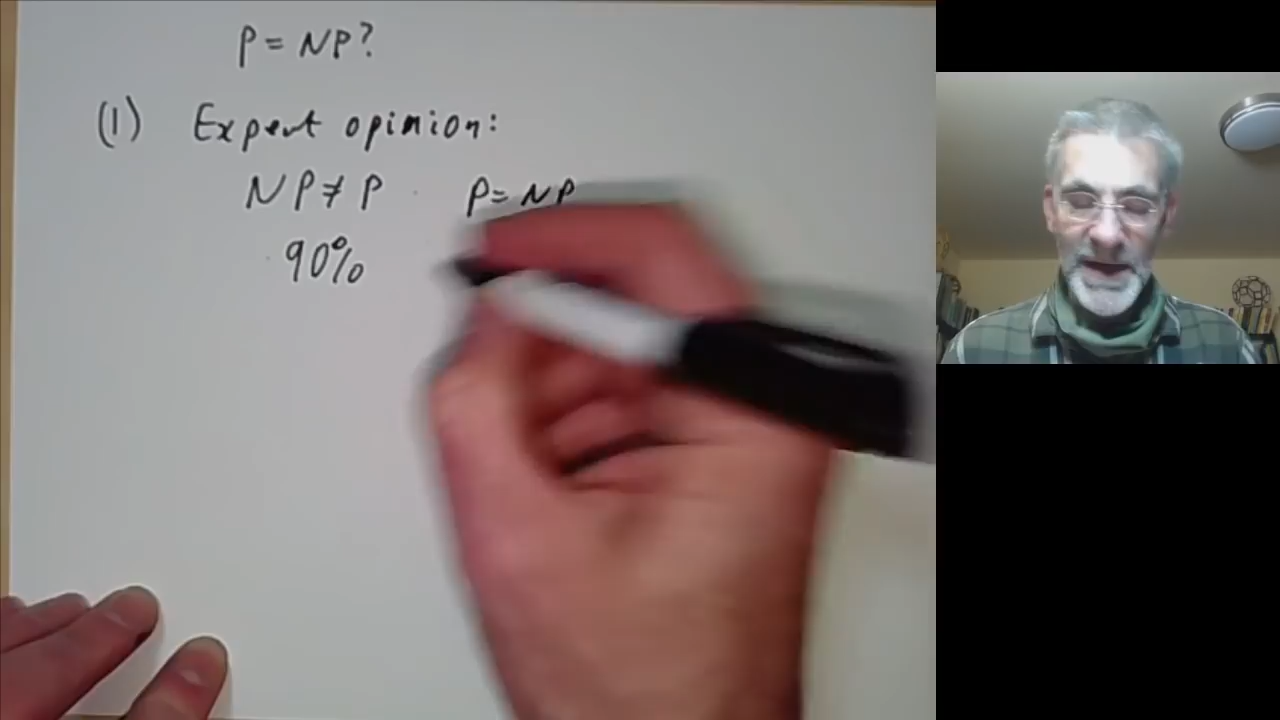 P = NP?
(1) Expert opinion:
NP ≠ P P = NP
90%